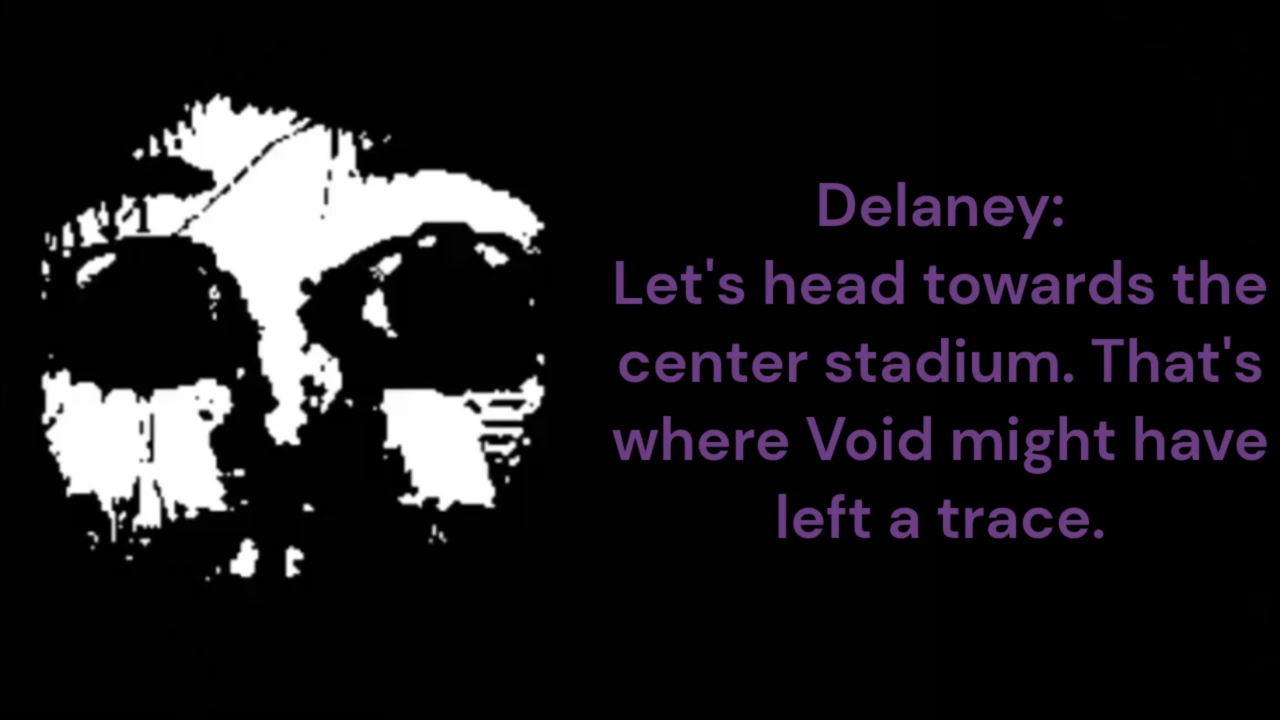 Delaney:
Let's head towards the
center stadium. That's
where Void might have
left a trace.